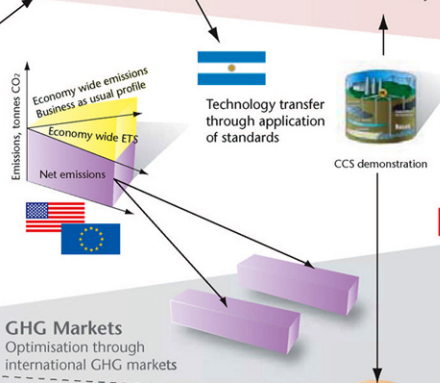 Emissions, tonnes CO₂
Economy wide emissions
Business as usual profile
Economy wide ETS
Net emissions
Technology transfer
through application
of standards
CCS demonstration
GHG Markets
Optimisation through
international GHG markets